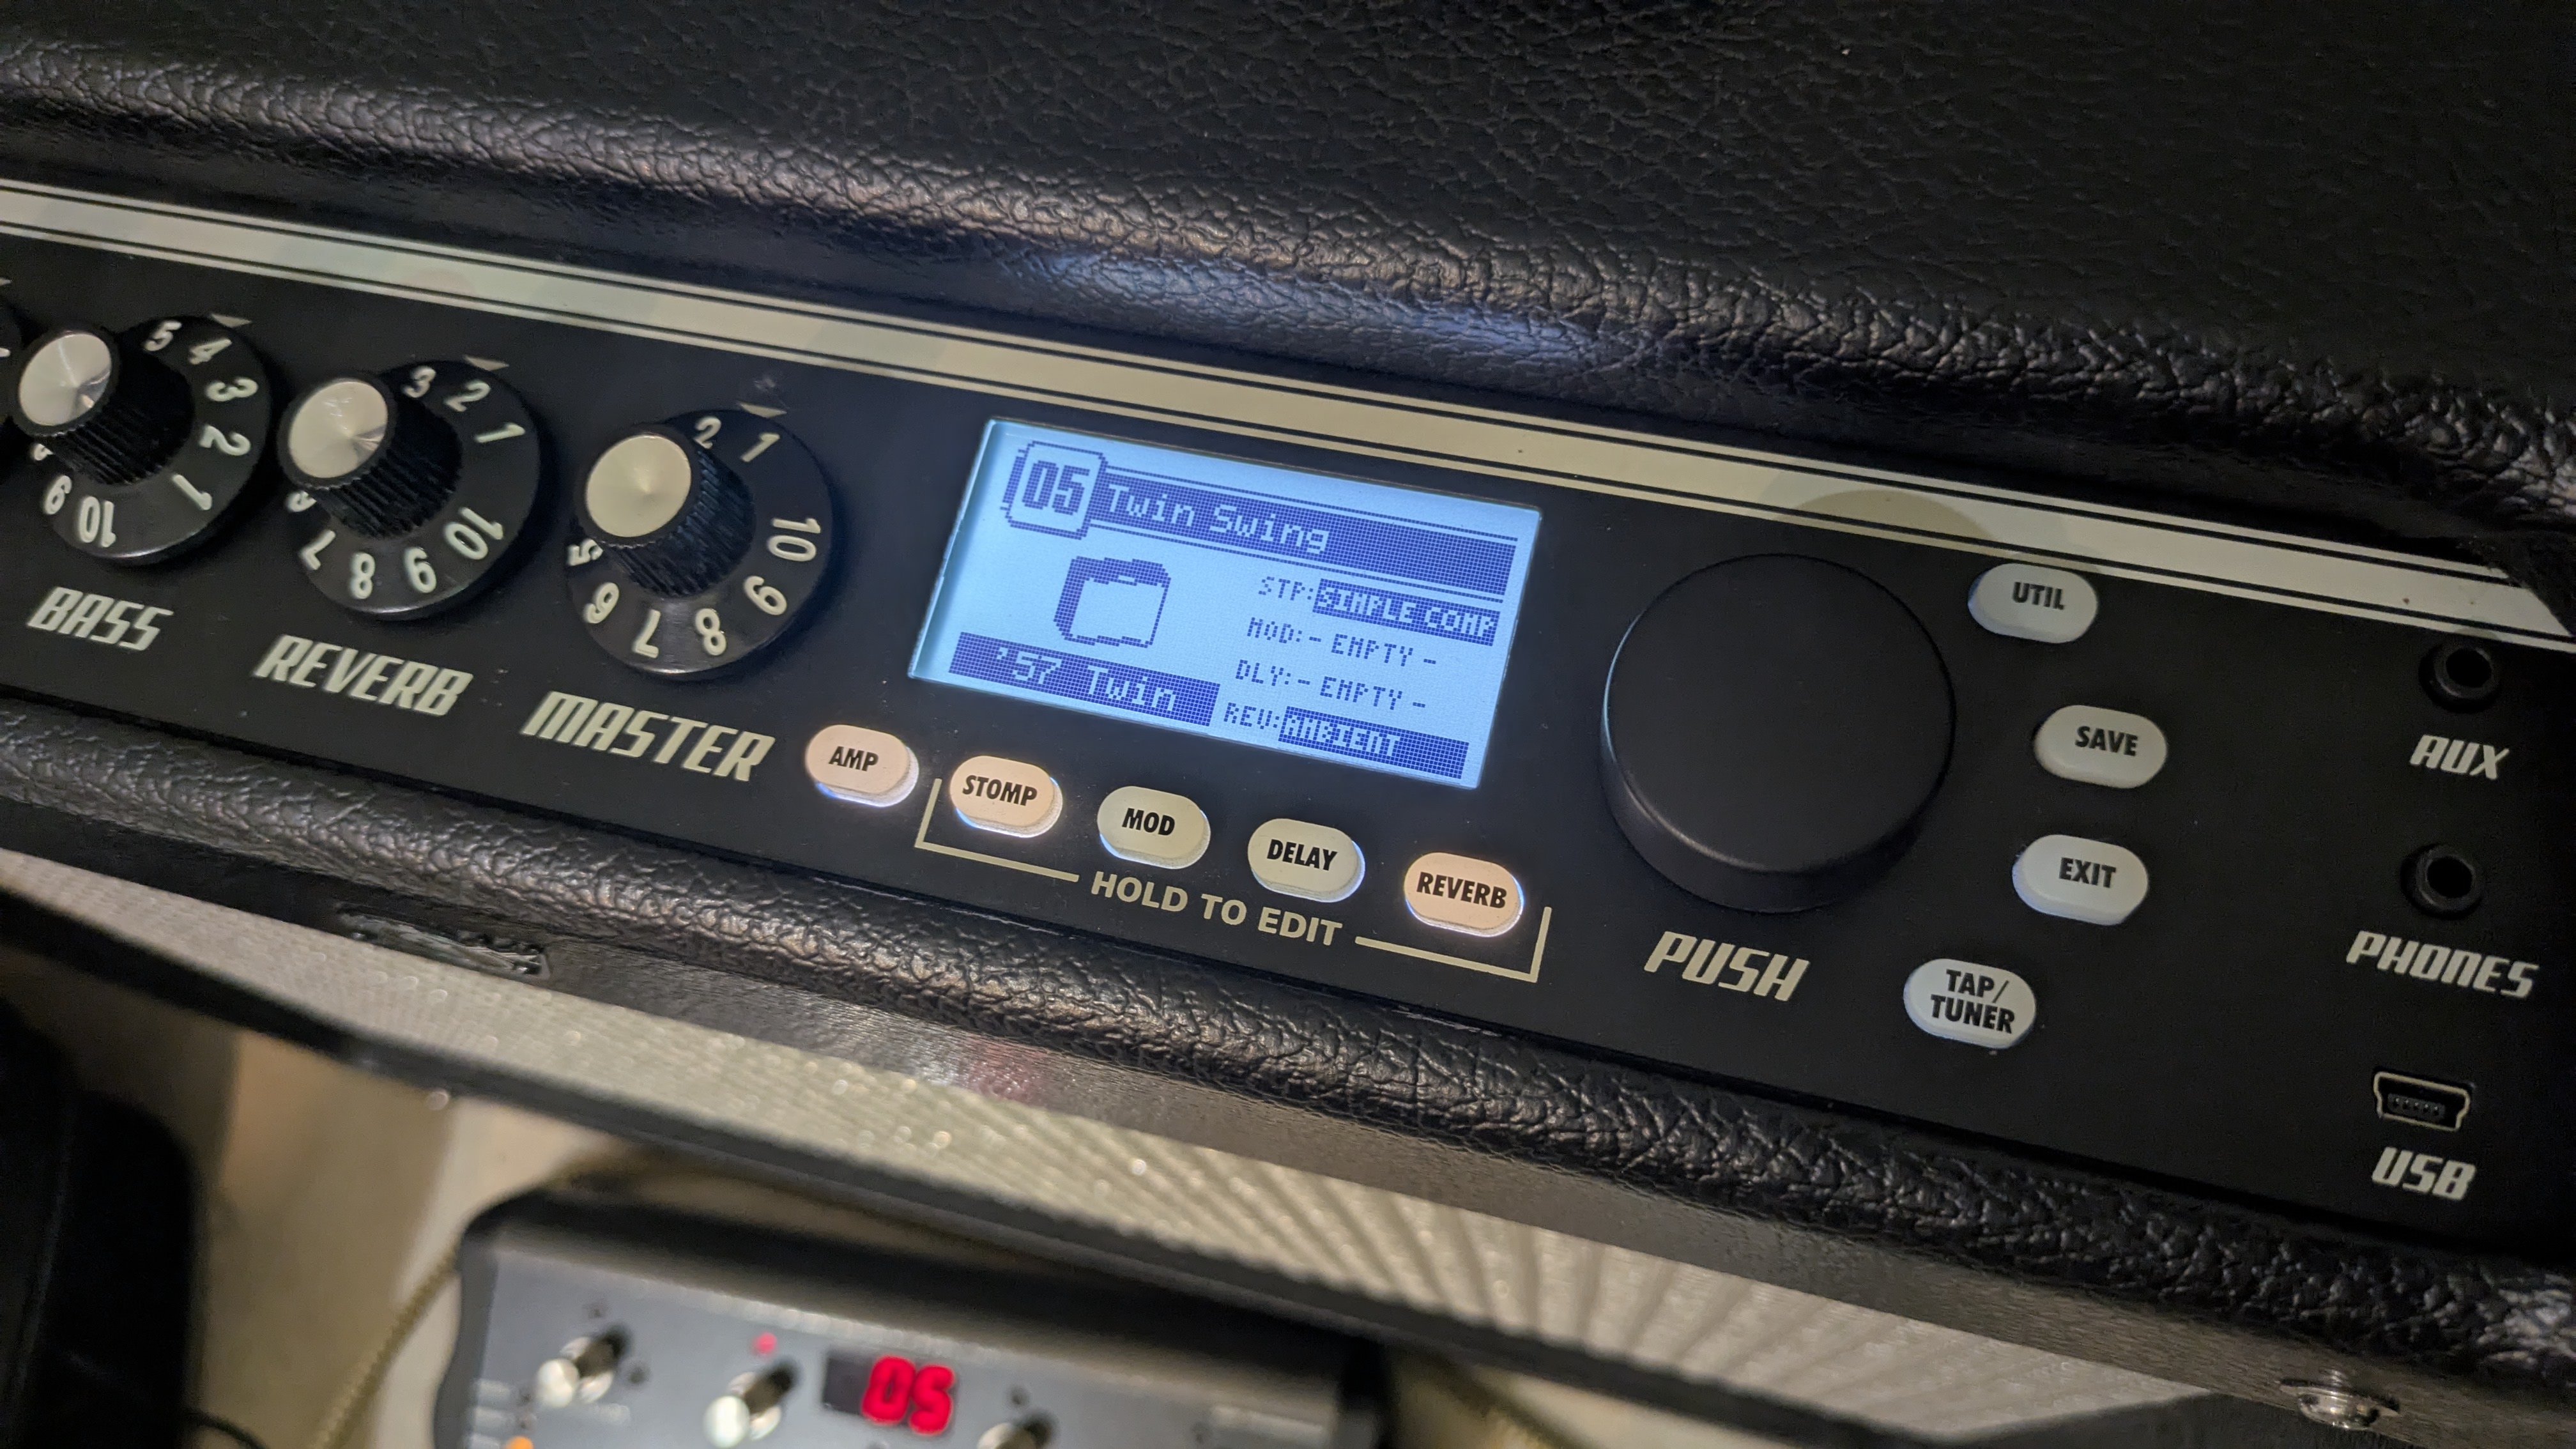 5 4 3 2 1 10 9
BASS
3 2 1 10 9 8 7
REVERB
2 1 10 9 8 7 6 5
MASTER
05 Twin Swing
STP: SIMPLE COMP
MOD: - EMPTY -
DLY: - EMPTY -
REV: AMBIENT
'57 Twin
AMP
STOMP
MOD
DELAY
REVERB
HOLD TO EDIT
PUSH
UTIL
SAVE
EXIT
TAP/
TUNER
AUX
PHONES
USB
05